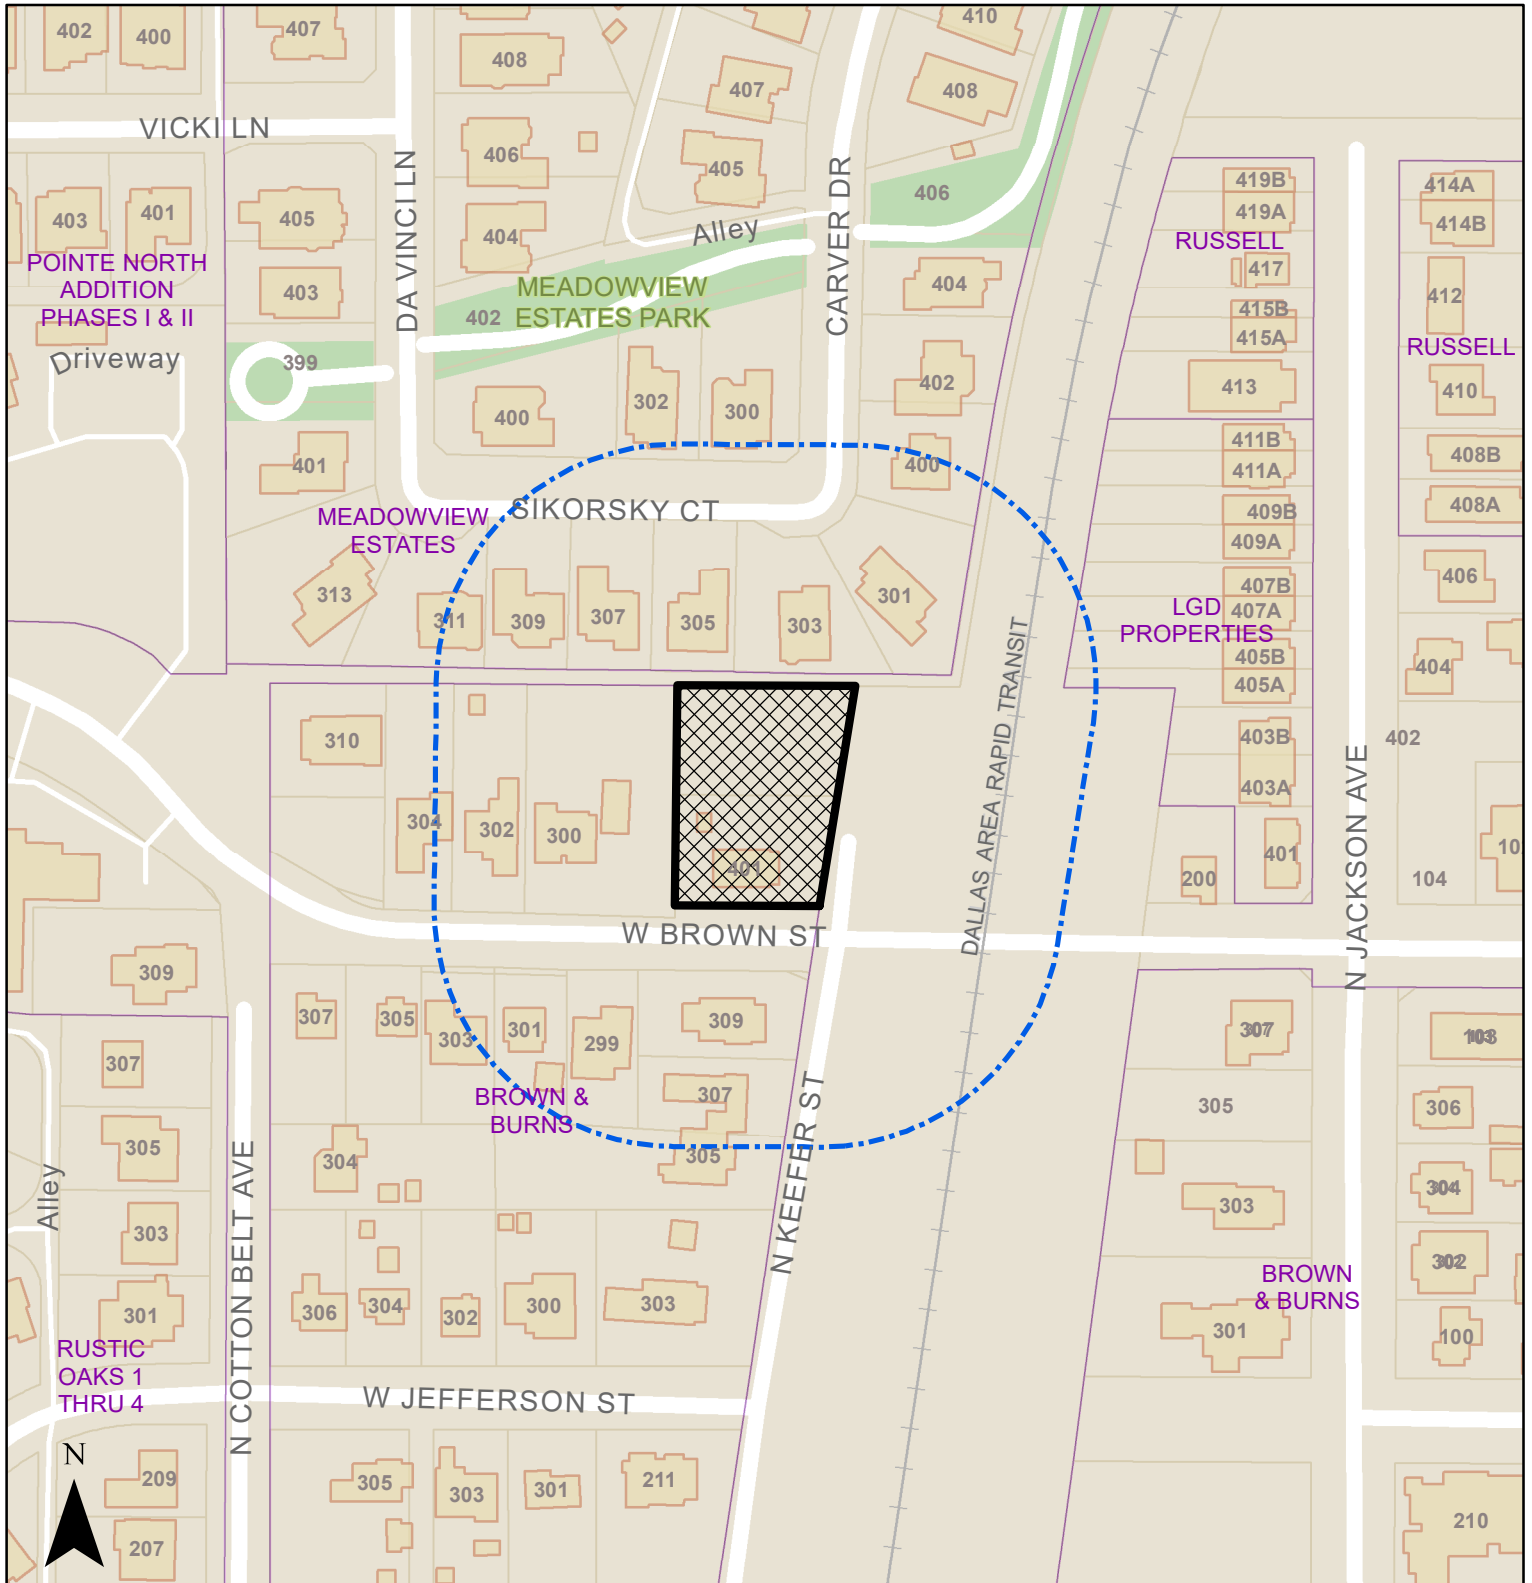 402
400
407
408
410
407
408
VICKI LN
406
405
403
401
405
404
DA VINCI LN
Alley
CARVER DR
406
419B
419A
414A
414B
RUSSELL
417
412
POINTE NORTH
ADDITION
PHASES I & II
403
402
MEADOWVIEW
ESTATES PARK
404
415B
415A
RUSSELL
Driveway
399
400
302
300
402
413
410
401
400
411B
411A
408B
408A
MEADOWVIEW
ESTATES
SIKORSKY CT
409B
409A
313
311
309
307
305
303
301
407B
407A
406
LGD
PROPERTIES
405B
405A
404
310
304
302
300
401
DALLAS AREA RAPID TRANSIT
403B
403A
402
401
200
104
10
N JACKSON AVE
W BROWN ST
309
307
305
303
301
299
309
307
103
307
305
304
BROWN &
BURNS
307
305
N KEEFER ST
305
306
304
303
302
Alley
303
301
N COTTON BELT AVE
306
304
302
300
303
BROWN
& BURNS
301
100
RUSTIC
OAKS 1
THRU 4
W JEFFERSON ST
N
209
207
305
303
301
211
210